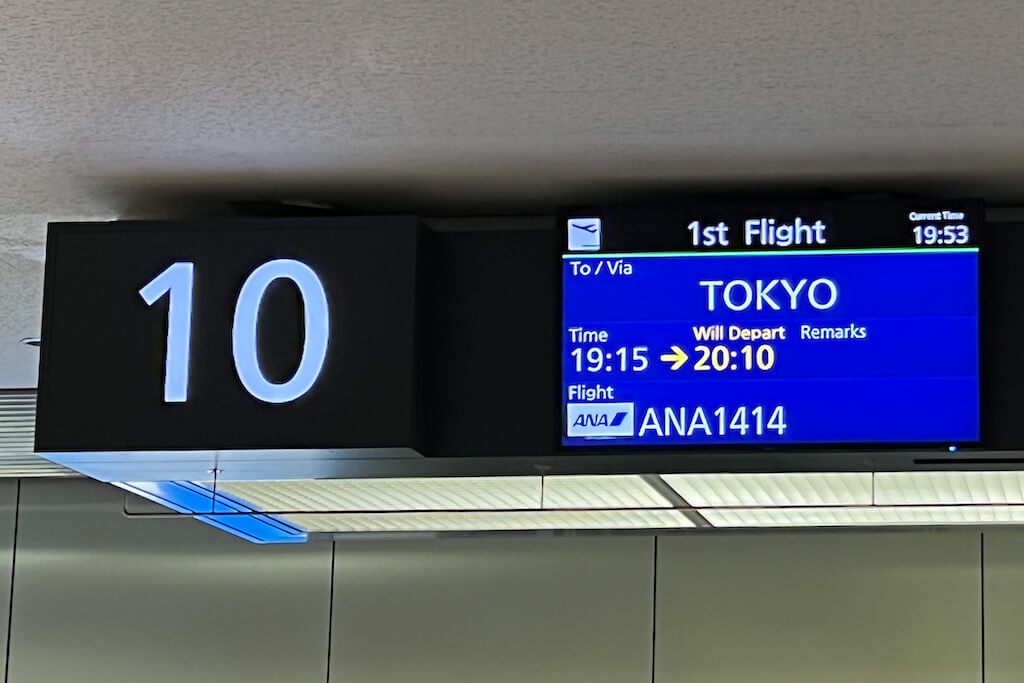 10
1st Flight
Current Time
19:53
To / Via
TOKYO
Time Will Depart Remarks
19:15 → 20:10
Flight
ANA ANA1414